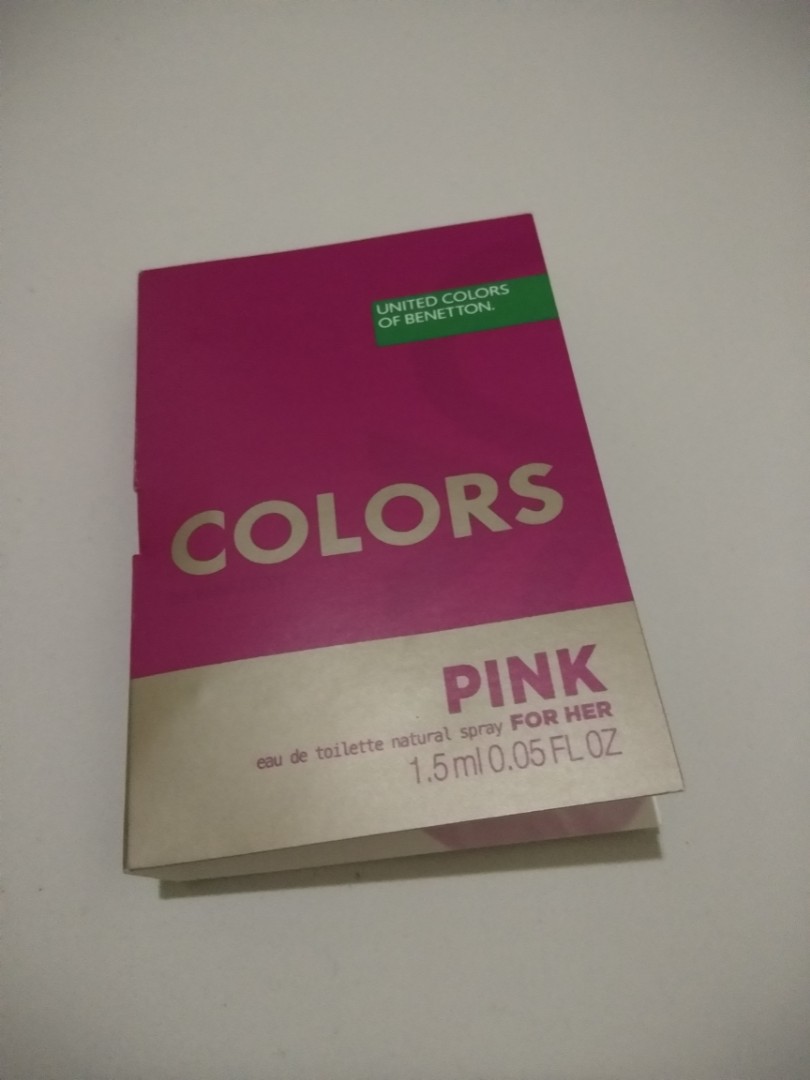 UNITED COLORS
OF BENETTON.
COLORS
PINK
eau de toilette natural spray FOR HER
1.5 ml 0.05 FL OZ